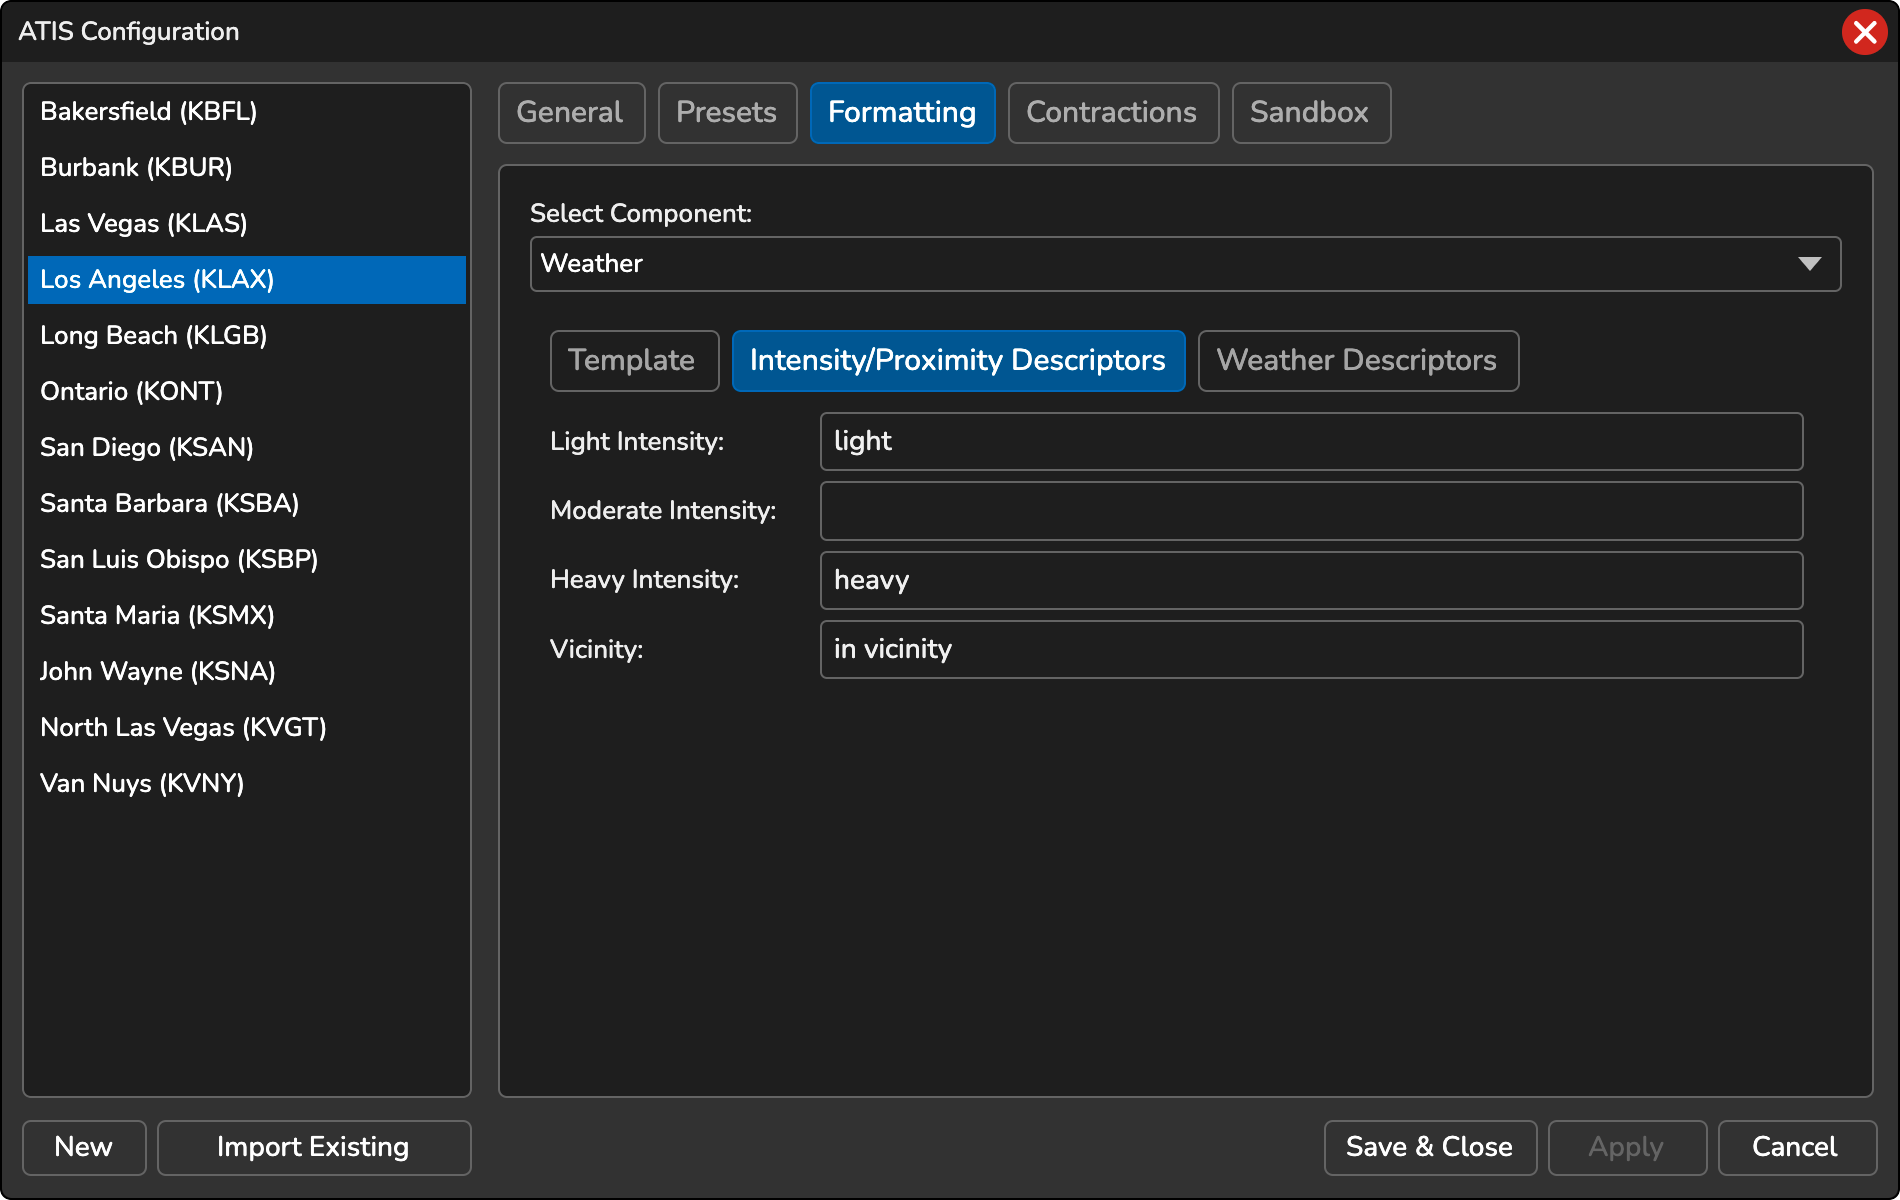 ATIS Configuration
Bakersfield (KBFL)
Burbank (KBUR)
Las Vegas (KLAS)
Los Angeles (KLAX)
Long Beach (KLGB)
Ontario (KONT)
San Diego (KSAN)
Santa Barbara (KSBA)
San Luis Obispo (KSBP)
Santa Maria (KSMX)
John Wayne (KSNA)
North Las Vegas (KVGT)
Van Nuys (KVNY)
New Import Existing
General Presets Formatting Contractions Sandbox
Select Component:
Weather
Template Intensity/Proximity Descriptors Weather Descriptors
Light Intensity: light
Moderate Intensity:
Heavy Intensity: heavy
Vicinity: in vicinity
Save & Close Apply Cancel